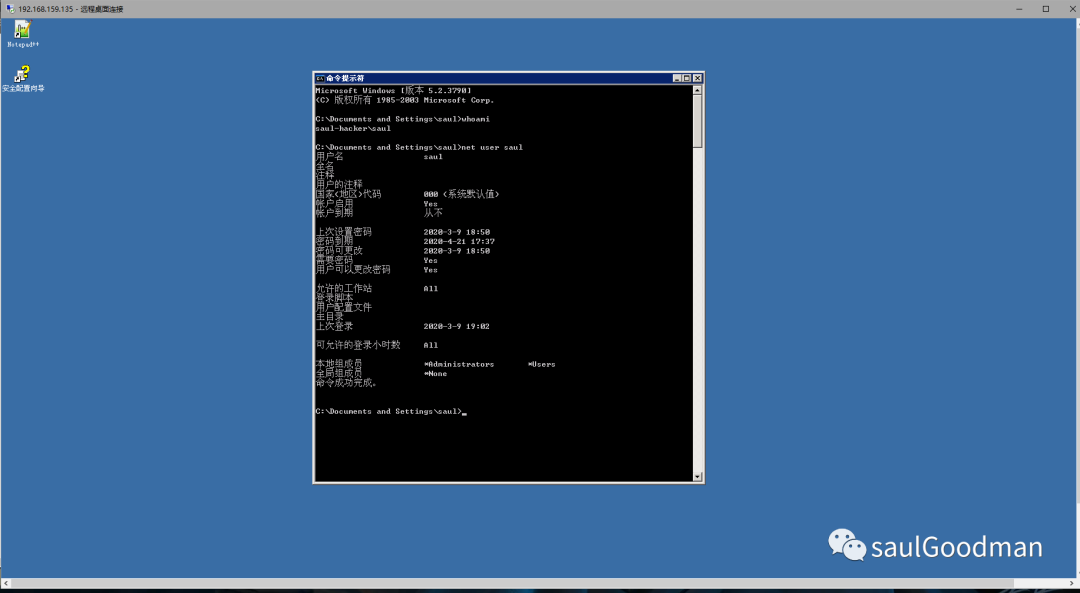 192.168.159.135 - 远程桌面连接
Notepad++
安全配置向导
命令提示符
Microsoft Windows [版本 5.2.3790]
(C) 版权所有 1985-2003 Microsoft Corp.
C:\Documents and Settings\saul>whoami
saul-hacker\saul
C:\Documents and Settings\saul>net user saul
用户名 saul
全名
注释
用户的注释
国家(地区)代码 000 (系统默认值)
帐户启用 Yes
帐户到期 从不
上次设置密码 2020-3-9 18:50
密码到期 2020-4-21 17:37
密码可更改 2020-3-9 18:50
需要密码 Yes
用户可以更改密码 Yes
允许的工作站 All
登录脚本
用户配置文件
主目录
上次登录 2020-3-9 19:02
可允许的登录小时数 All
本地组成员 *Administrators *Users
全局组成员 *None
命令成功完成。
C:\Documents and Settings\saul>_
saulGoodman